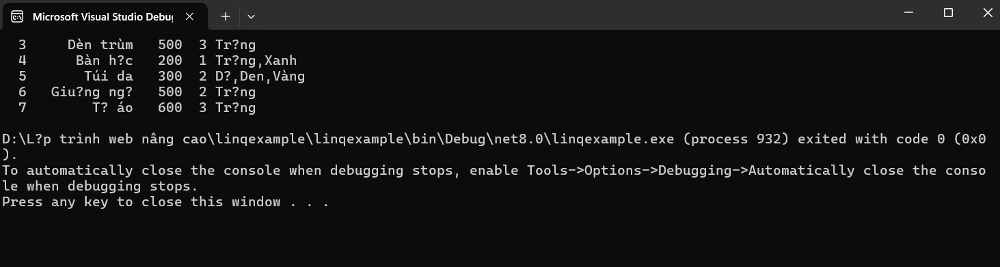 Microsoft Visual Studio Debu
3 Dèn trùm 500 3 Tr?ng
4 Bàn h?c 200 1 Tr?ng,Xanh
5 Túi da 300 2 D?,Den,Vàng
6 Giu?ng ng? 500 2 Tr?ng
7 T? áo 600 3 Tr?ng
D:\L?p trình web nâng cao\linqexample\linqexample\bin\Debug\net8.0\linqexample.exe (process 932) exited with code 0 (0x0
).
To automatically close the console when debugging stops, enable Tools->Options->Debugging->Automatically close the conso
le when debugging stops.
Press any key to close this window . . .